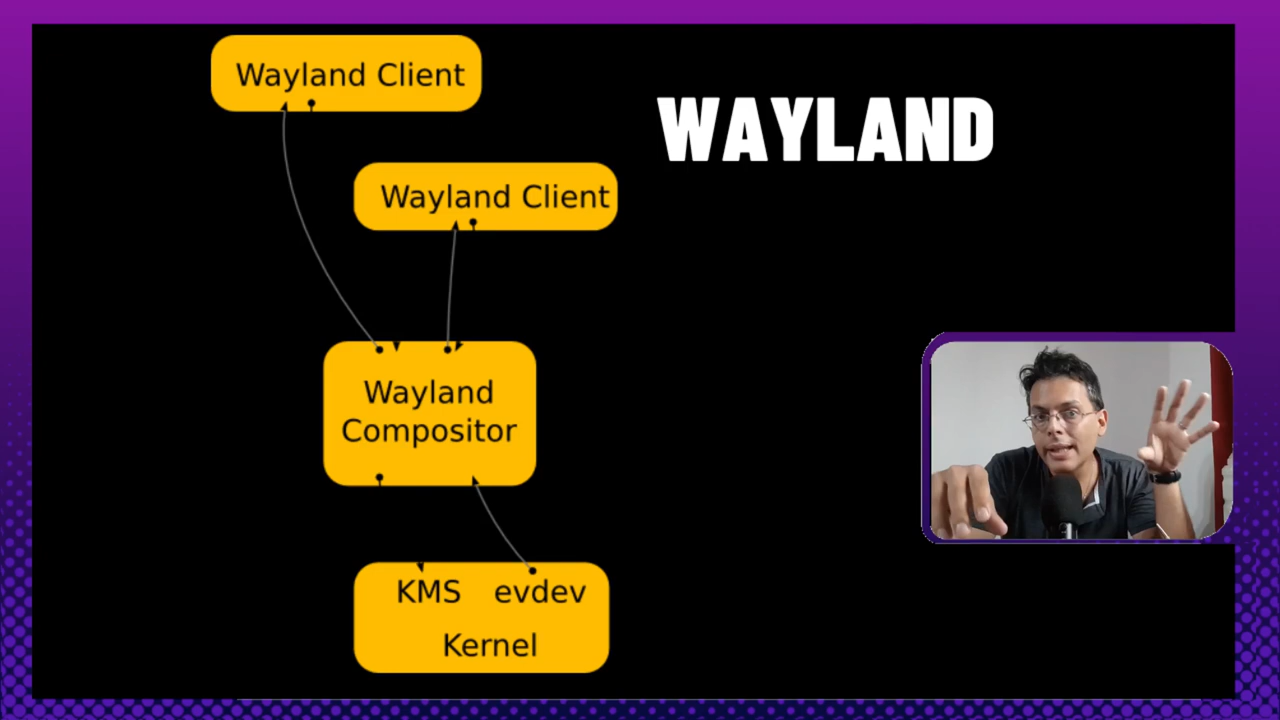 Wayland Client
WAYLAND
Wayland Client
Wayland
Compositor
KMS evdev
Kernel